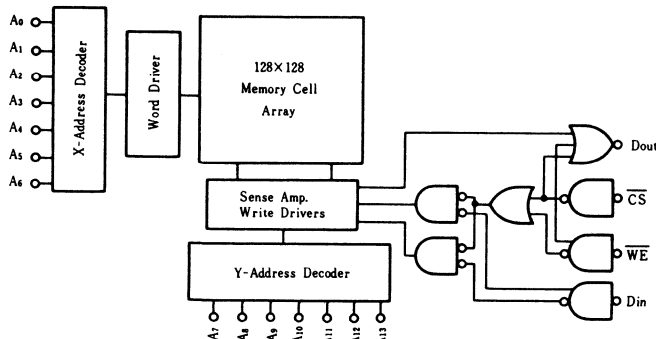 A0
A1
A2
A3
A4
A5
A6
X-Address Decoder
Word Driver
128×128
Memory Cell
Array
Sense Amp.
Write Drivers
Y-Address Decoder
A7
A8
A9
A10
A11
A12
A13
Dout
CS
WE
Din